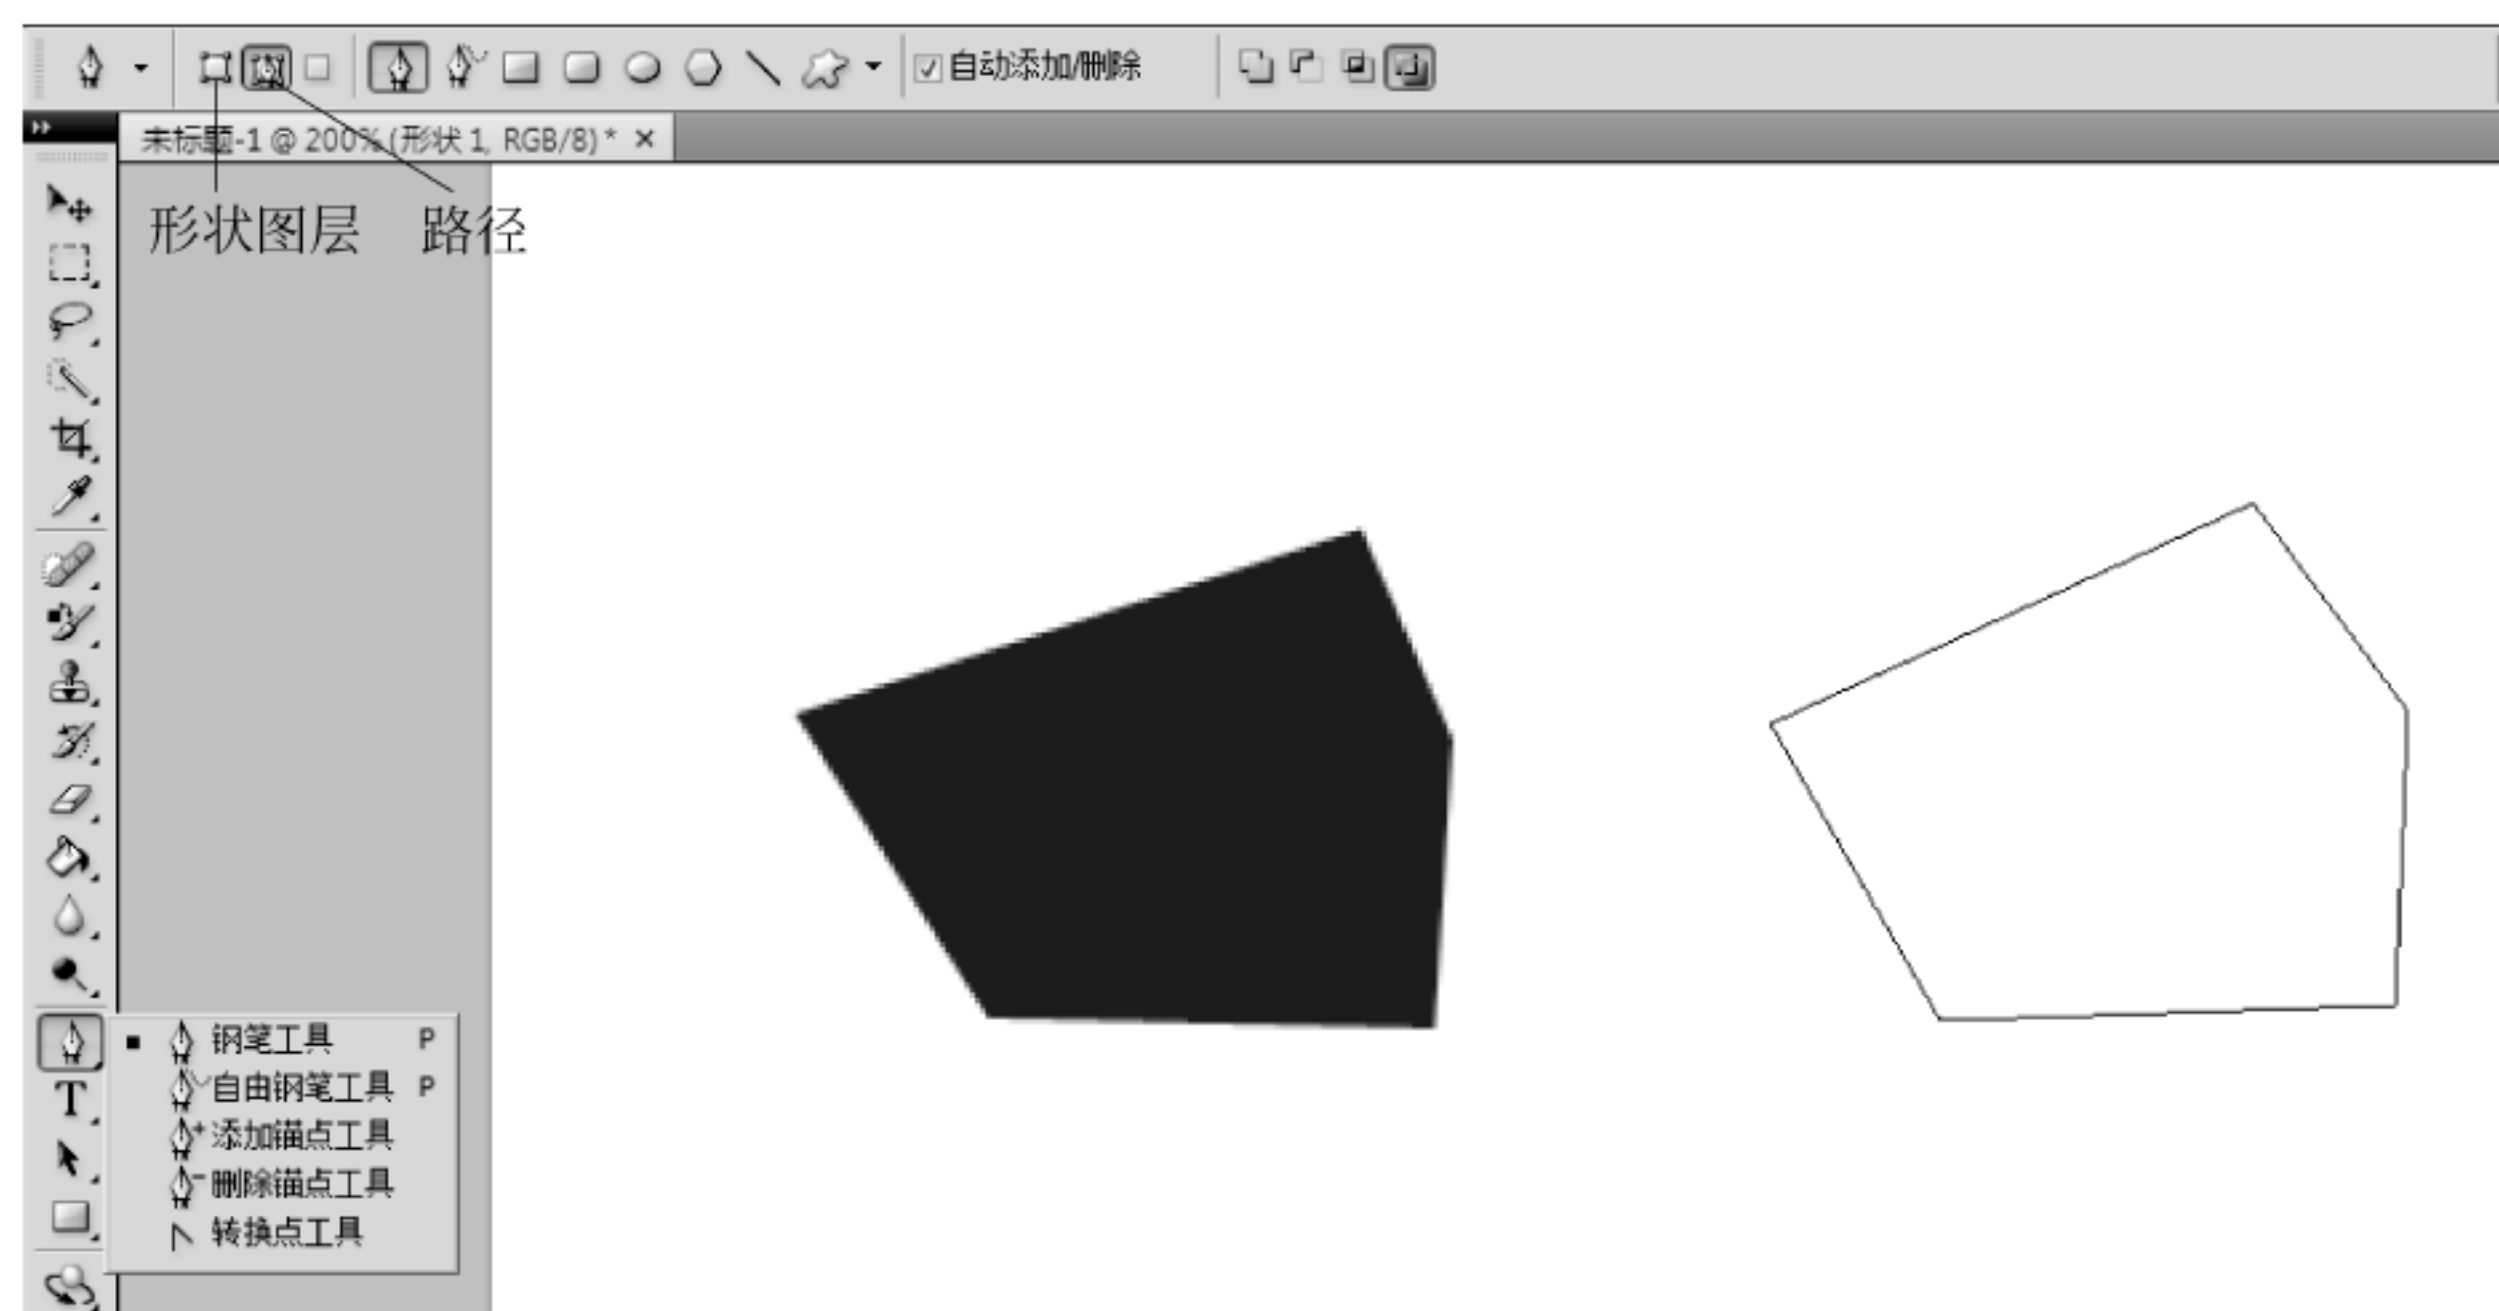 自动添加/删除
未标题-1 @ 200% (形状 1, RGB/8) * ×
形状图层 路径
钢笔工具 P
自由钢笔工具 P
添加锚点工具
删除锚点工具
转换点工具
T